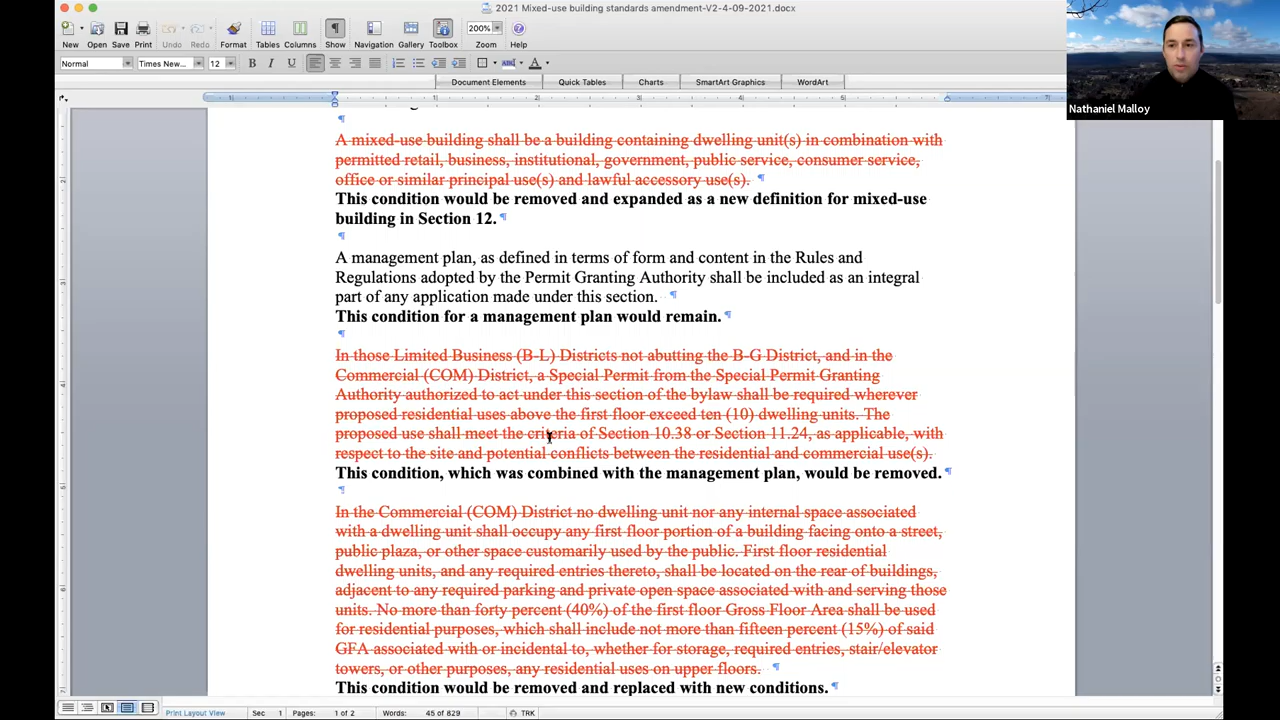 2021 Mixed-use building standards amendment-V2-4-09-2021.docx
200%
New Open Save Print Undo Redo Format Tables Columns Show Navigation Gallery Toolbox Zoom Help
Normal Times New... 12 B I U
Document Elements Quick Tables Charts SmartArt Graphics WordArt
Nathaniel Malloy
A mixed-use building shall be a building containing dwelling unit(s) in combination with
permitted retail, business, institutional, government, public service, consumer service,
office or similar principal use(s) and lawful accessory use(s). ¶
This condition would be removed and expanded as a new definition for mixed-use
building in Section 12. ¶
¶
A management plan, as defined in terms of form and content in the Rules and
Regulations adopted by the Permit Granting Authority shall be included as an integral
part of any application made under this section. ¶
This condition for a management plan would remain. ¶
¶
In those Limited Business (B-L) Districts not abutting the B-G District, and in the
Commercial (COM) District, a Special Permit from the Special Permit Granting
Authority authorized to act under this section of the bylaw shall be required wherever
proposed residential uses above the first floor exceed ten (10) dwelling units. The
proposed use shall meet the criteria of Section 10.38 or Section 11.24, as applicable, with
respect to the site and potential conflicts between the residential and commercial use(s).
This condition, which was combined with the management plan, would be removed. ¶
¶
In the Commercial (COM) District no dwelling unit nor any internal space associated
with a dwelling unit shall occupy any first floor portion of a building facing onto a street,
public plaza, or other space customarily used by the public. First floor residential
dwelling units, and any required entries thereto, shall be located on the rear of buildings,
adjacent to any required parking and private open space associated with and serving those
units. No more than forty percent (40%) of the first floor Gross Floor Area shall be used
for residential purposes, which shall include not more than fifteen percent (15%) of said
GFA associated with or incidental to, whether for storage, required entries, stair/elevator
towers, or other purposes, any residential uses on upper floors. ¶
This condition would be removed and replaced with new conditions. ¶
Print Layout View Sec 1 Pages: 1 of 2 Words: 45 of 829 TRK